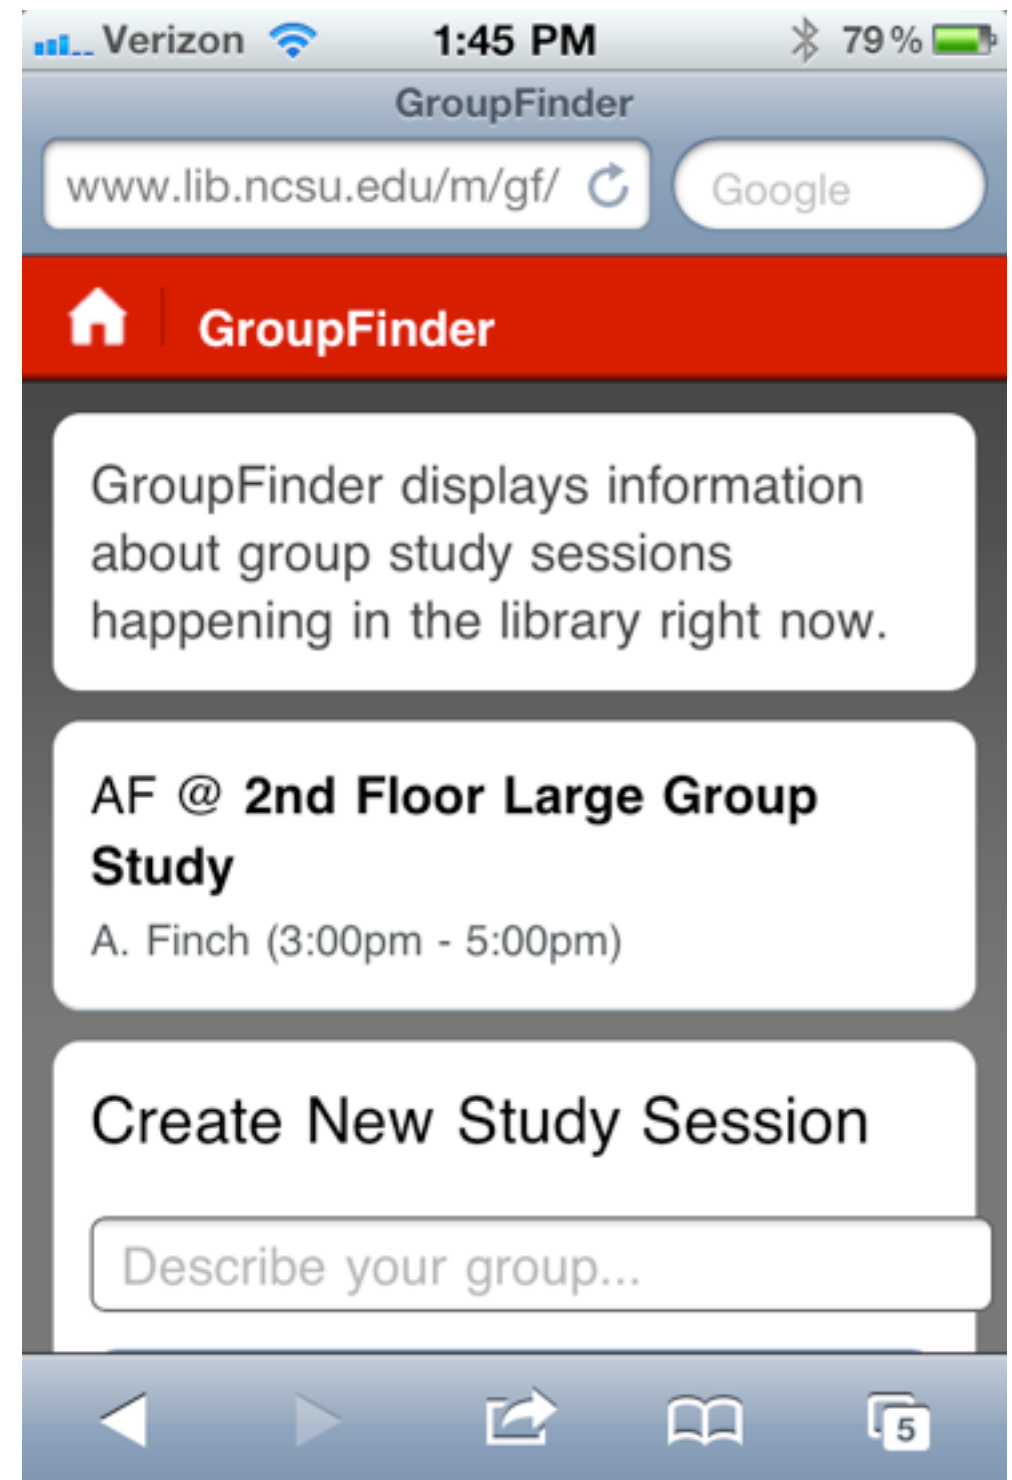 Verizon 1:45 PM 79%
GroupFinder
www.lib.ncsu.edu/m/gf/ Google
GroupFinder
GroupFinder displays information
about group study sessions
happening in the library right now.
AF @ 2nd Floor Large Group
Study
A. Finch (3:00pm - 5:00pm)
Create New Study Session
Describe your group...
5